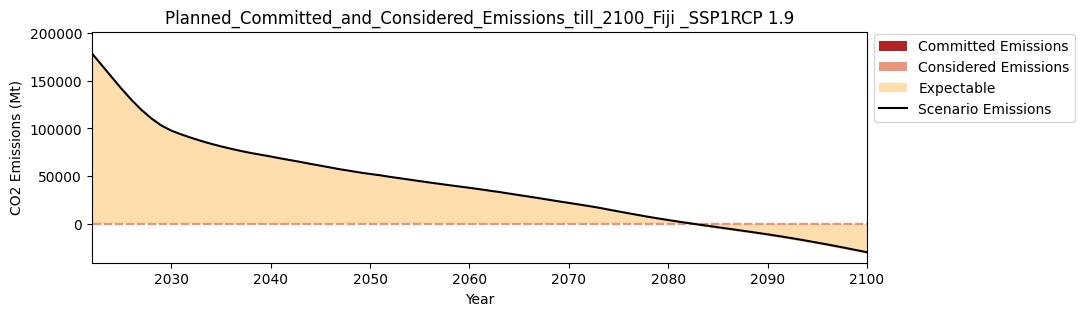 Planned_Committed_and_Considered_Emissions_till_2100_Fiji _SSP1RCP 1.9
CO2 Emissions (Mt)
200000
150000
100000
50000
0
2030 2040 2050 2060 2070 2080 2090 2100
Year
Committed Emissions
Considered Emissions
Expectable
Scenario Emissions